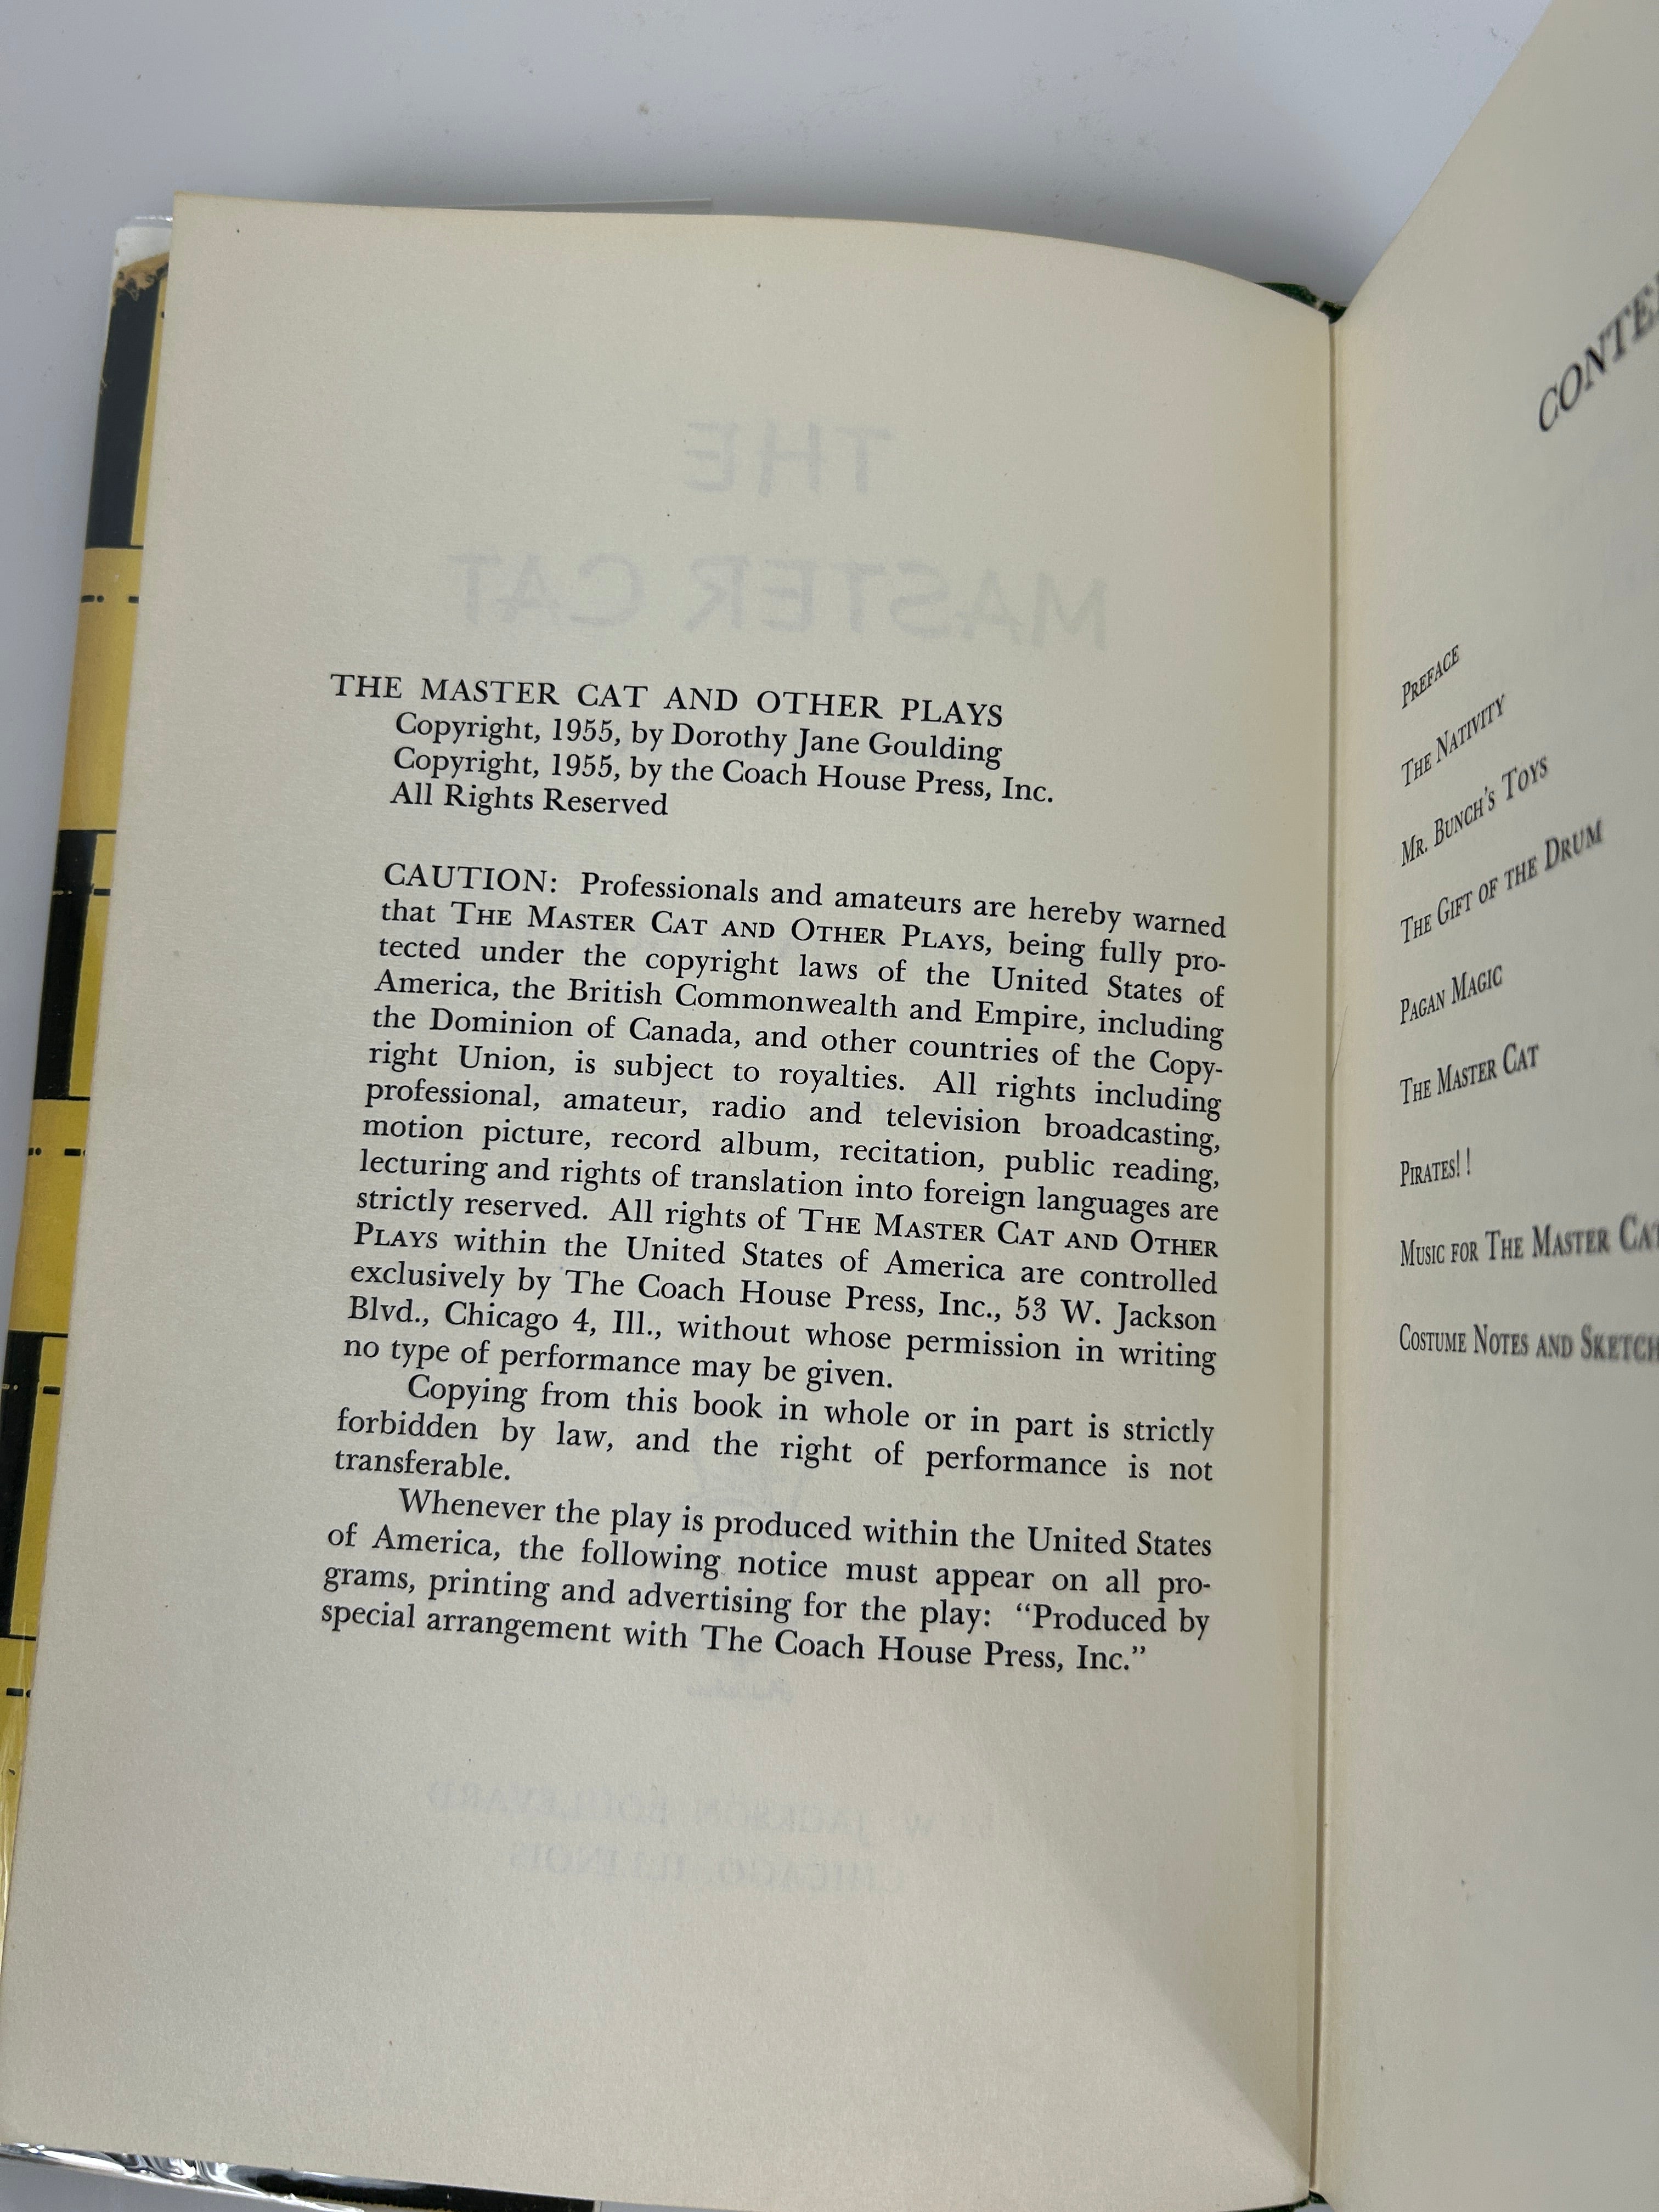 THE MASTER CAT AND OTHER PLAYS
Copyright, 1955, by Dorothy Jane Goulding
Copyright, 1955, by the Coach House Press, Inc.
All Rights Reserved
CAUTION: Professionals and amateurs are hereby warned
that THE MASTER CAT AND OTHER PLAYS, being fully pro-
tected under the copyright laws of the United States of
America, the British Commonwealth and Empire, including
the Dominion of Canada, and other countries of the Copy-
right Union, is subject to royalties. All rights including
professional, amateur, radio and television broadcasting,
motion picture, record album, recitation, public reading,
lecturing and rights of translation into foreign languages are
strictly reserved. All rights of THE MASTER CAT AND OTHER
PLAYS within the United States of America are controlled
exclusively by The Coach House Press, Inc., 53 W. Jackson
Blvd., Chicago 4, Ill., without whose permission in writing
no type of performance may be given.
Copying from this book in whole or in part is strictly
forbidden by law, and the right of performance is not
transferable.
Whenever the play is produced within the United States
of America, the following notice must appear on all pro-
grams, printing and advertising for the play: “Produced by
special arrangement with The Coach House Press, Inc.”
CONTE
PREFACE
THE NATIVITY
MR. BUNCH'S TOYS
THE GIFT OF THE DRUM
PAGAN MAGIC
THE MASTER CAT
PIRATES! !
MUSIC FOR THE MASTER CAT
COSTUME NOTES AND SKETCH